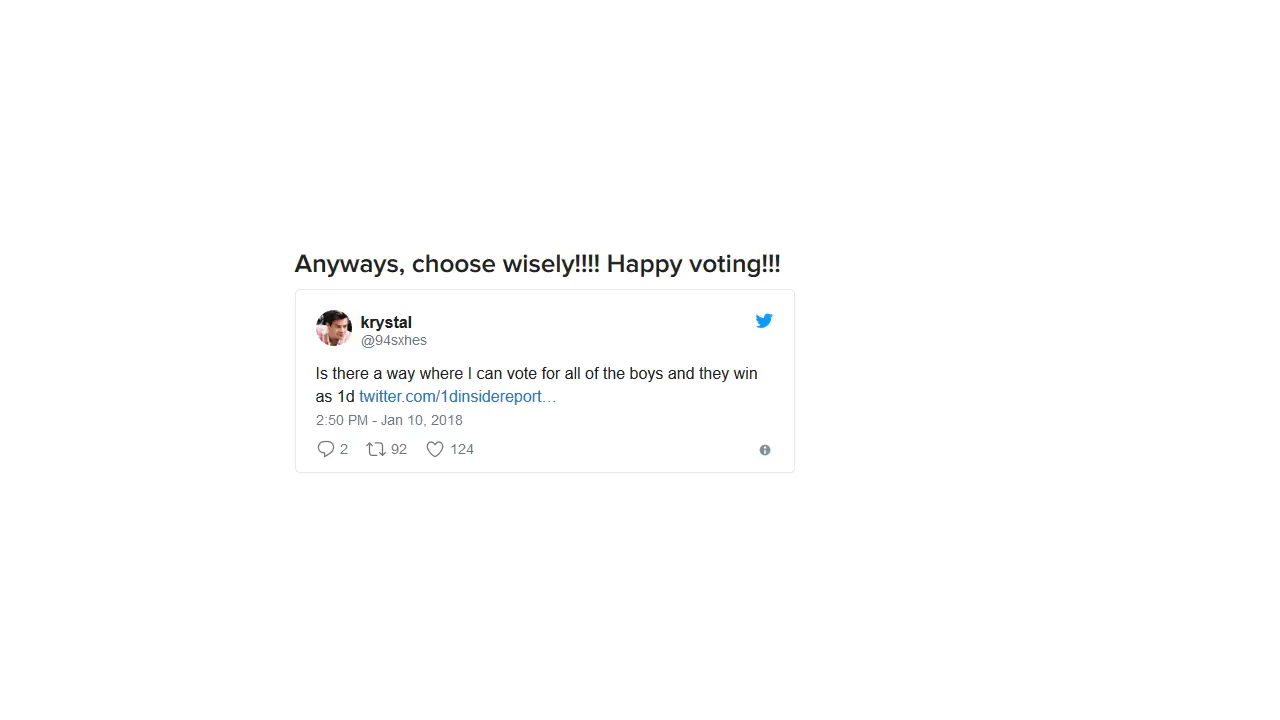 Anyways, choose wisely!!!! Happy voting!!!
krystal
@94sxhes
Is there a way where I can vote for all of the boys and they win
as 1d twitter.com/1dinsidereport…
2:50 PM - Jan 10, 2018
2 92 124